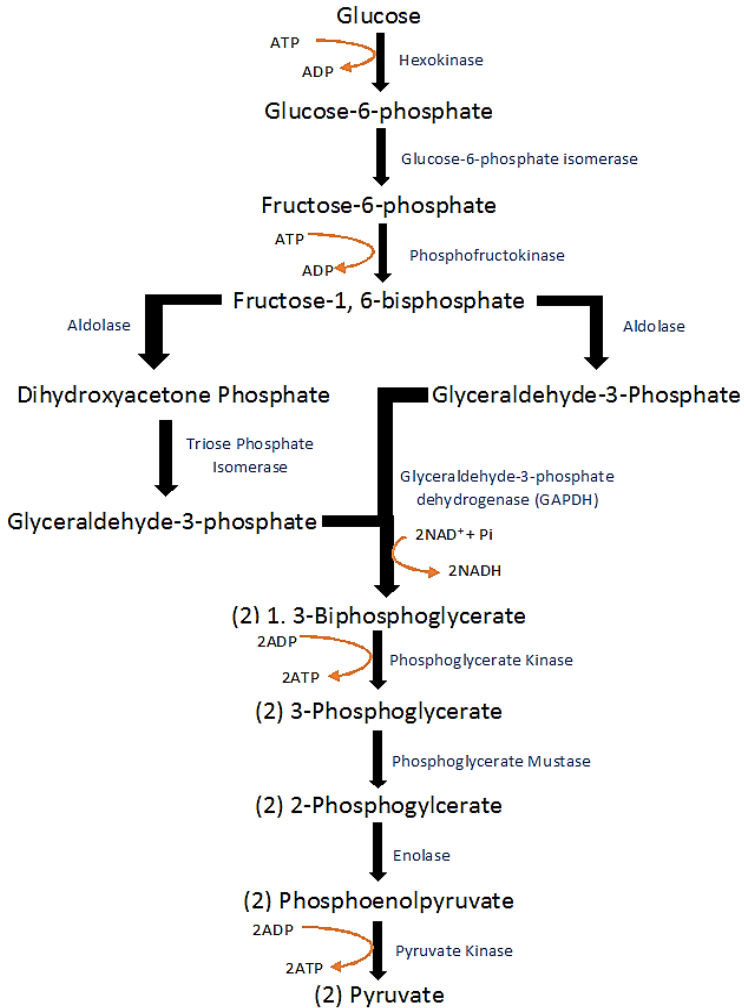 Glucose
ATP
ADP
Hexokinase
Glucose-6-phosphate
Glucose-6-phosphate isomerase
Fructose-6-phosphate
ATP
ADP
Phosphofructokinase
Fructose-1, 6-bisphosphate
Aldolase
Aldolase
Dihydroxyacetone Phosphate
Glyceraldehyde-3-Phosphate
Triose Phosphate
Isomerase
Glyceraldehyde-3-phosphate
dehydrogenase (GAPDH)
Glyceraldehyde-3-phosphate
2NAD⁺ + Pi
2NADH
(2) 1. 3-Biphosphoglycerate
2ADP
2ATP
Phosphoglycerate Kinase
(2) 3-Phosphoglycerate
Phosphoglycerate Mustase
(2) 2-Phosphogylcerate
Enolase
(2) Phosphoenolpyruvate
2ADP
2ATP
Pyruvate Kinase
(2) Pyruvate